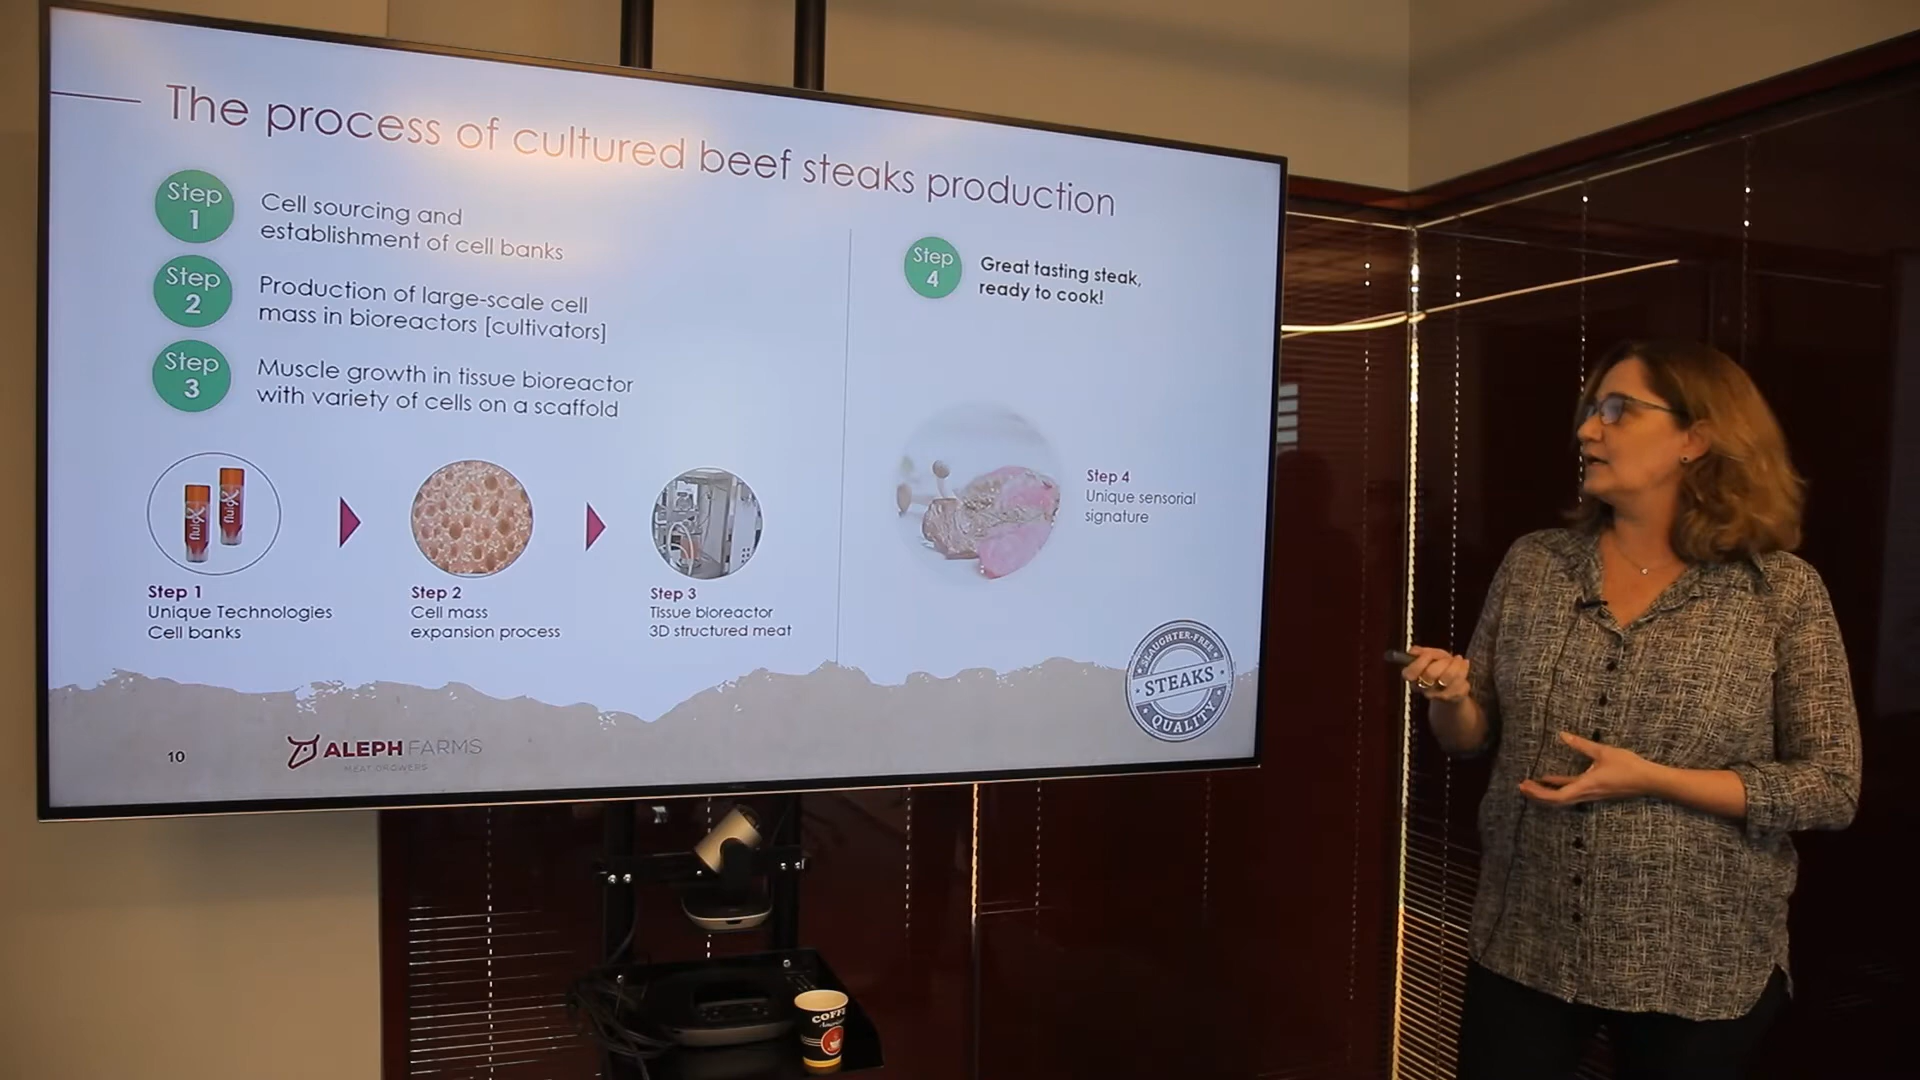 The process of cultured beef steaks production
Step
1
Cell sourcing and
establishment of cell banks
Step
2
Production of large-scale cell
mass in bioreactors [cultivators]
Step
3
Muscle growth in tissue bioreactor
with variety of cells on a scaffold
Step
4
Great tasting steak,
ready to cook!
fluidX
fluidX
Step 1
Unique Technologies
Cell banks
Step 2
Cell mass
expansion process
Step 3
Tissue bioreactor
3D structured meat
Step 4
Unique sensorial
signature
SLAUGHTER-FREE
STEAKS
QUALITY
10
ALEPH FARMS
MEAT GROWERS
COFFE